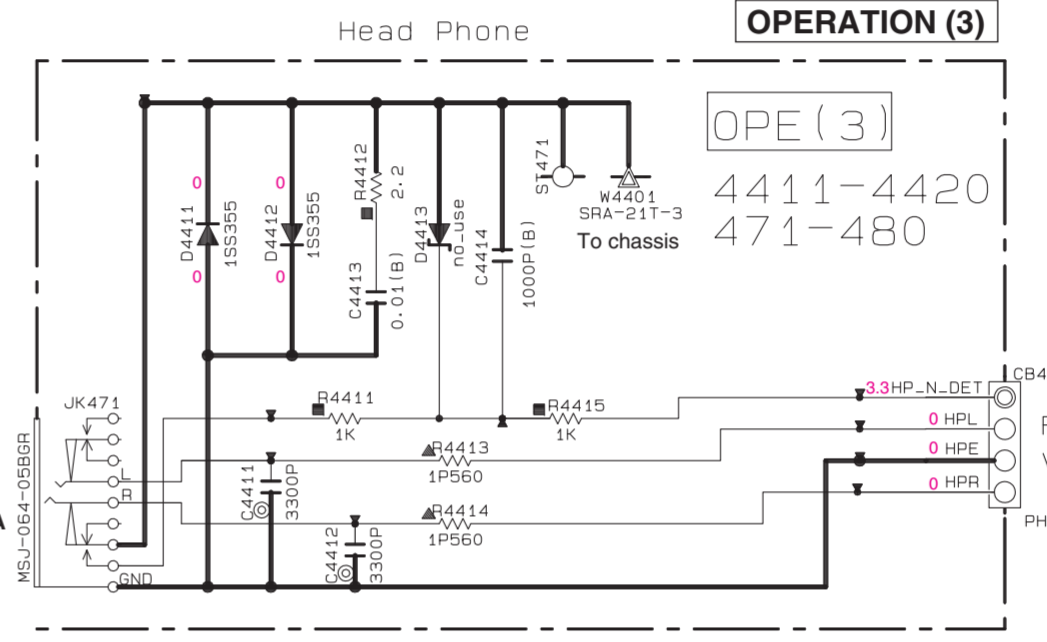 Head Phone
OPERATION (3)
OPE(3)
4411-4420
471-480
D4411
1SS355
0
0
D4412
1SS355
0
0
R4412
2.2
C4413
0.01(B)
D4413
no_use
C4414
1000P(B)
ST471
W4401
SRA-21T-3
To chassis
JK471
MSJ-064-05BGR
L
R
GND
R4411
1K
R4415
1K
R4413
1P560
R4414
1P560
C4411
3300P
C4412
3300P
3.3 HP_N_DET
0 HPL
0 HPE
0 HPR
CB4
PH